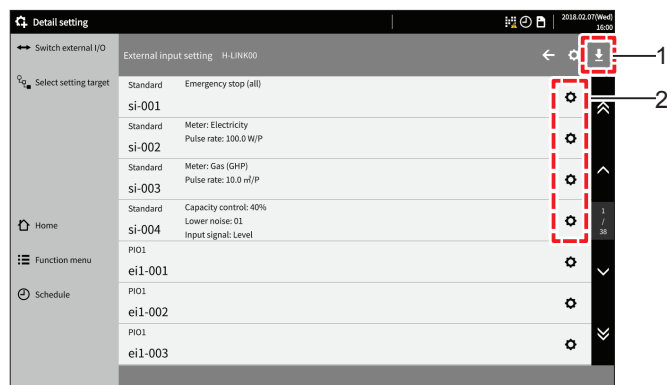 Detail setting
2018.02.07(Wed)
16:00
Switch external I/O
Select setting target
Home
Function menu
Schedule
External input setting H-LINK00
Standard Emergency stop (all)
si-001
Standard Meter: Electricity
Pulse rate: 100.0 W/P
si-002
Standard Meter: Gas (GHP)
Pulse rate: 10.0 ㎥/P
si-003
Standard Capacity control: 40%
Lower noise: 01
si-004
Input signal: Level
PIO1
ei1-001
PIO1
ei1-002
PIO1
ei1-003
1
/
38
1
2